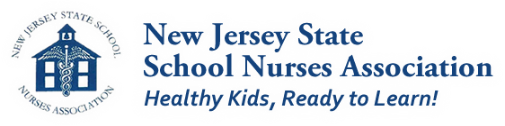 NEW JERSEY STATE SCHOOL
NURSES ASSOCIATION
New Jersey State
School Nurses Association
Healthy Kids, Ready to Learn!